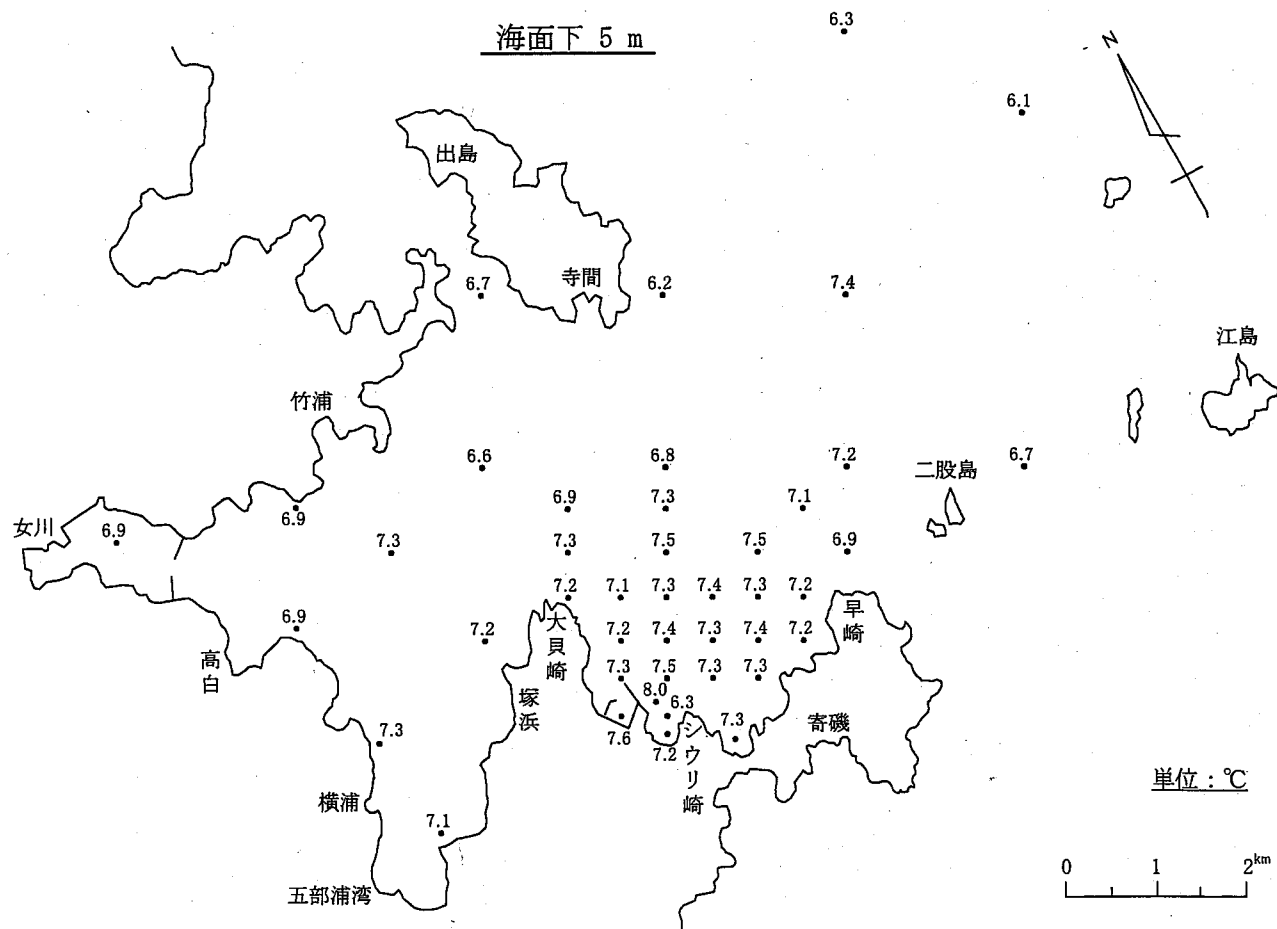 海面下 5 m
6.3
N
6.1
出島
寺間
6.7
6.2
7.4
江島
竹浦
6.6
6.8
7.2
6.7
二股島
6.9
7.3
7.1
女川
6.9
6.9
7.3
7.3
7.5
7.5
6.9
7.2
7.1
7.3
7.4
7.3
7.2
早崎
大貝崎
6.9
7.2
7.2
7.4
7.3
7.4
7.2
高白
7.3
7.5
7.3
7.3
塚浜
8.0
6.3
シウリ崎
寄磯
7.3
7.6
7.2
7.3
単位:℃
横浦
7.1
五部浦湾
0 1 2km